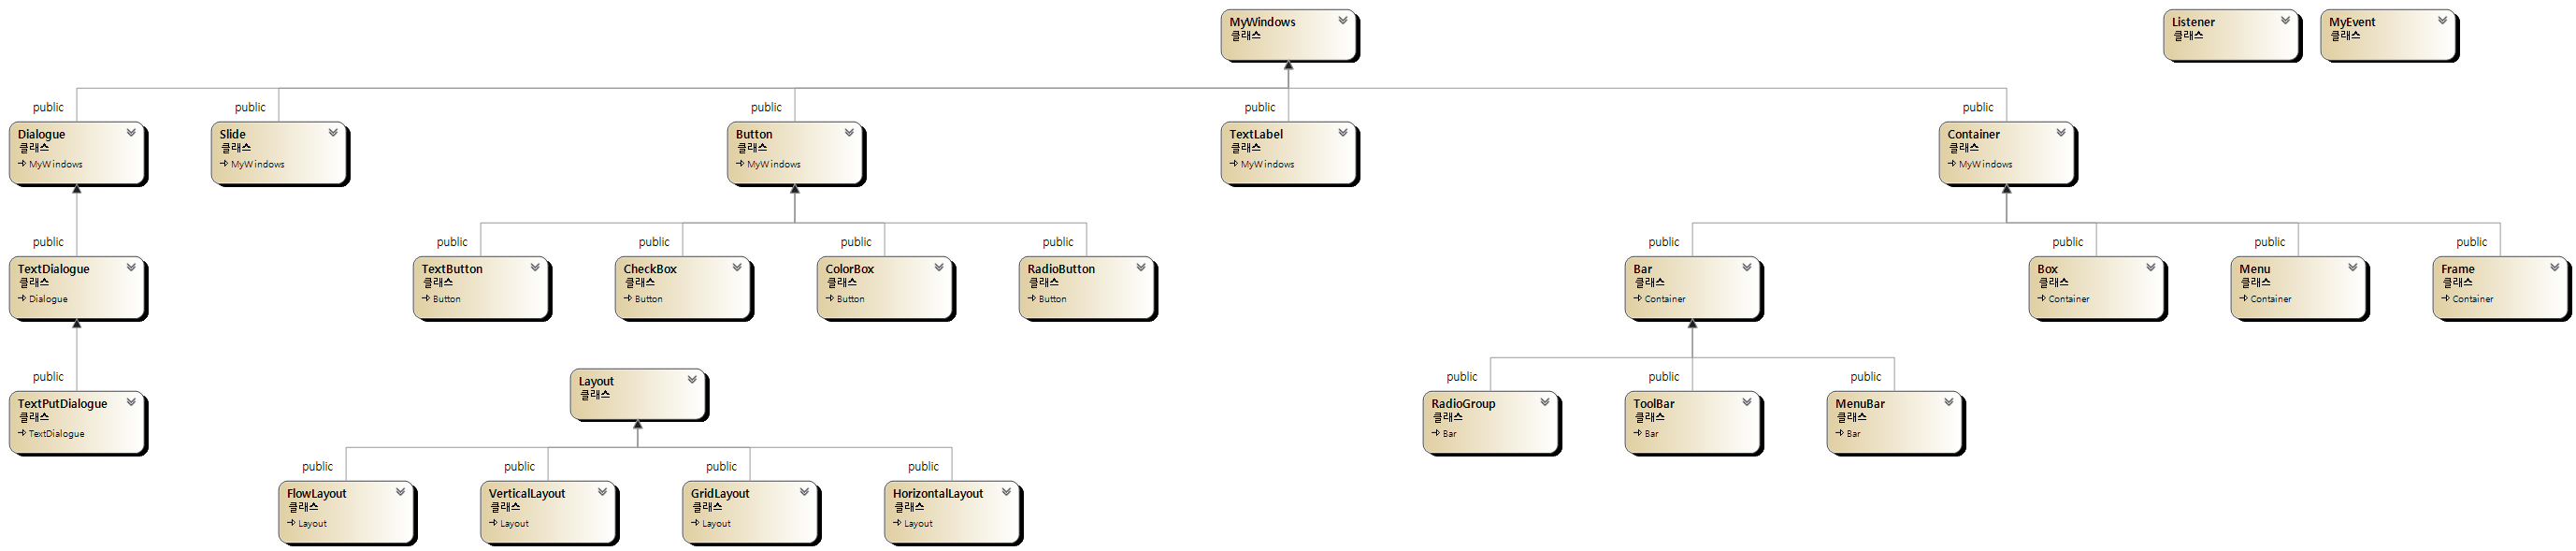 MyWindows
클래스
Listener
클래스
MyEvent
클래스
public
public
public
public
Dialogue
클래스
MyWindows
Slide
클래스
MyWindows
Button
클래스
MyWindows
TextLabel
클래스
MyWindows
Container
클래스
MyWindows
public
public
public
public
public
public
public
public
public
TextDialogue
클래스
Dialogue
TextButton
클래스
Button
CheckBox
클래스
Button
ColorBox
클래스
Button
RadioButton
클래스
Button
Bar
클래스
Container
Box
클래스
Container
Menu
클래스
Container
Frame
클래스
Container
public
Layout
클래스
public
public
public
TextPutDialogue
클래스
TextDialogue
RadioGroup
클래스
Bar
ToolBar
클래스
Bar
MenuBar
클래스
Bar
public
public
public
public
FlowLayout
클래스
Layout
VerticalLayout
클래스
Layout
GridLayout
클래스
Layout
HorizontalLayout
클래스
Layout